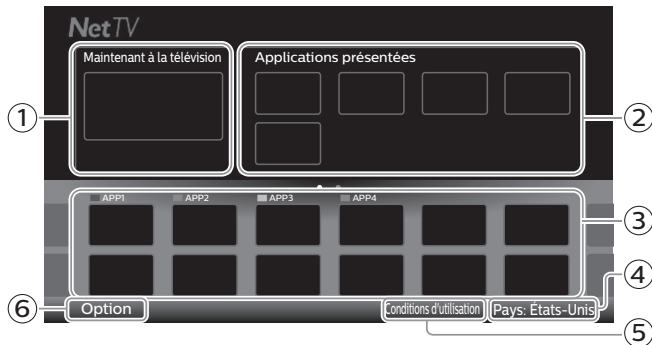 NetTV
Maintenant à la télévision
Applications présentées
1
2
APP1 APP2 APP3 APP4
3
4
6
Option
Conditions d'utilisation
Pays: États-Unis
5